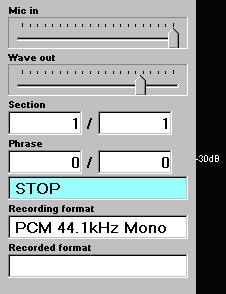 Mic in
Wave out
Section
1 / 1
Phrase
0 / 0
-30dB
STOP
Recording format
PCM 44.1kHz Mono
Recorded format